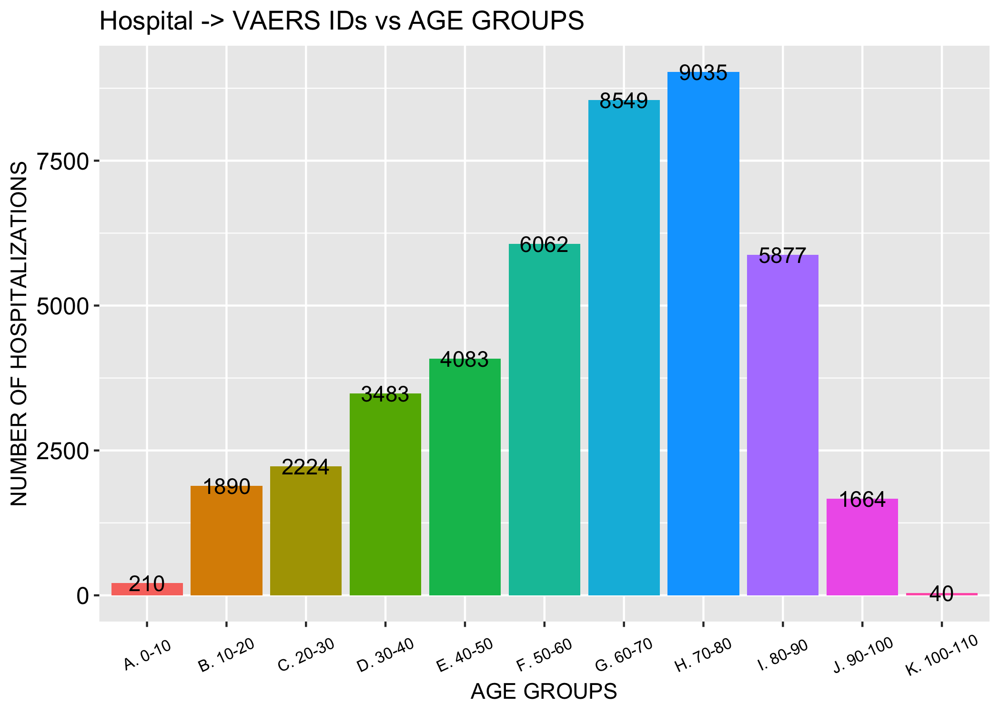 Hospital -> VAERS IDs vs AGE GROUPS
NUMBER OF HOSPITALIZATIONS
7500
5000
2500
0
210
1890
2224
3483
4083
6062
8549
9035
5877
1664
40
A. 0-10
B. 10-20
C. 20-30
D. 30-40
E. 40-50
F. 50-60
G. 60-70
H. 70-80
I. 80-90
J. 90-100
K. 100-110
AGE GROUPS